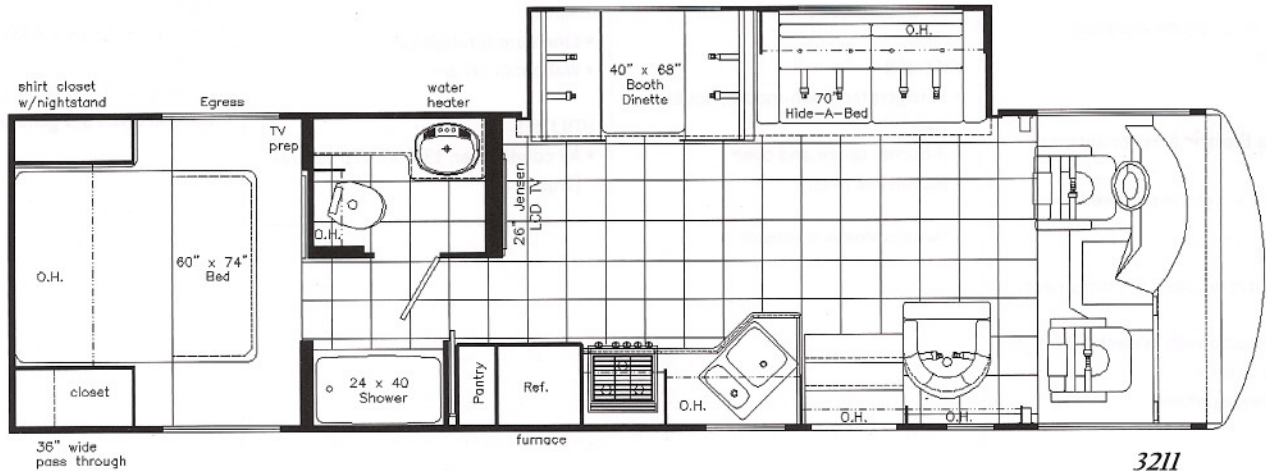 shirt closet
w/nightstand
Egress
TV
prep
water
heater
40" x 68"
Booth
Dinette
O.H.
70"
Hide-A-Bed
26" Jensen
LCD TV
O.H.
O.H.
60" x 74"
Bed
closet
24 x 40
Shower
Pantry
Ref.
O.H.
O.H.
O.H.
36" wide
pass through
furnace
3211